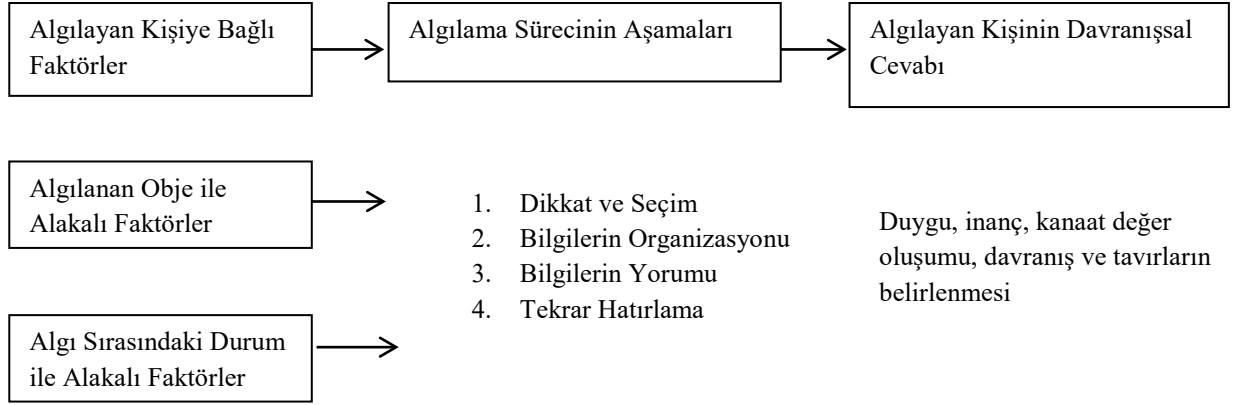 Algılayan Kişiye Bağlı
Faktörler
Algılama Sürecinin Aşamaları
Algılayan Kişinin Davranışsal
Cevabı
Algılanan Obje ile
Alakalı Faktörler
1. Dikkat ve Seçim
2. Bilgilerin Organizasyonu
3. Bilgilerin Yorumu
4. Tekrar Hatırlama
Duygu, inanç, kanaat değer
oluşumu, davranış ve tavırların
belirlenmesi
Algı Sırasındaki Durum
ile Alakalı Faktörler